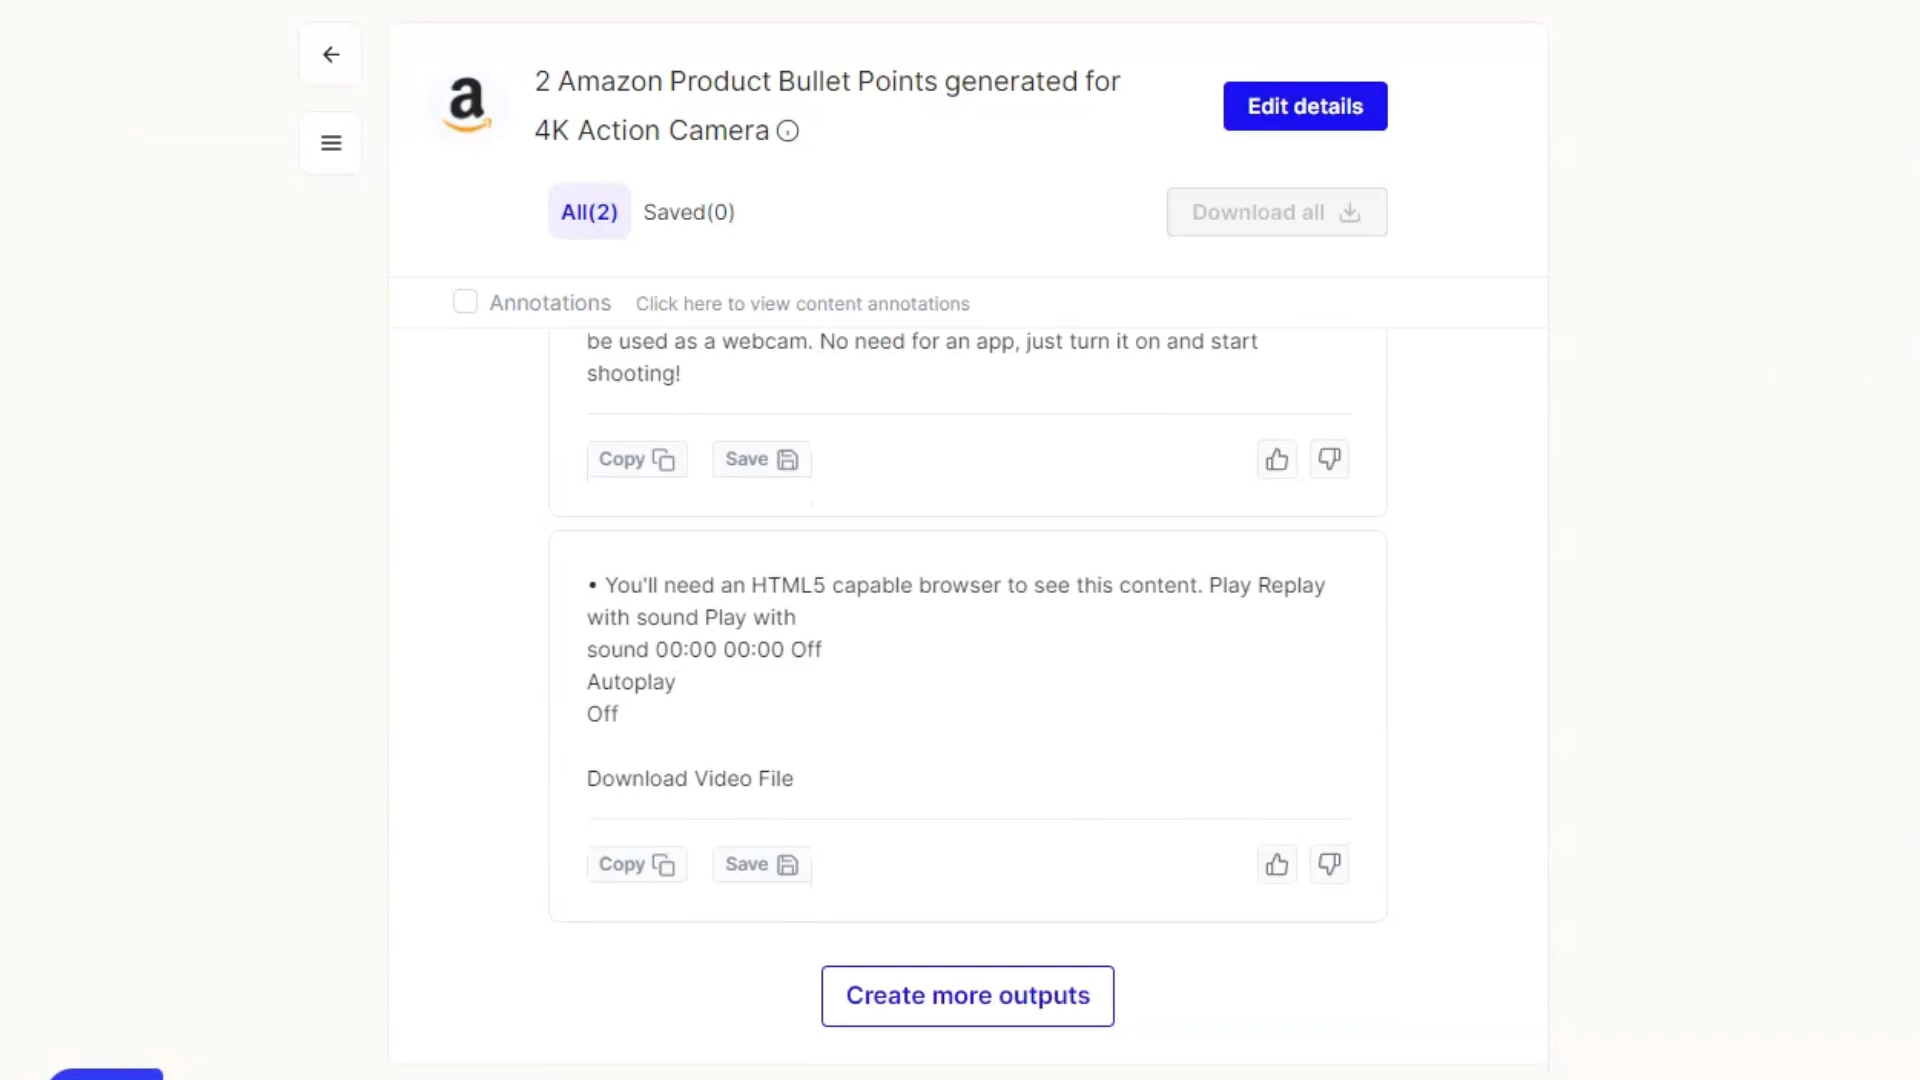 2 Amazon Product Bullet Points generated for
4K Action Camera
Edit details
All(2)
Saved(0)
Download all
Annotations
Click here to view content annotations
be used as a webcam. No need for an app, just turn it on and start
shooting!
Copy
Save
• You'll need an HTML5 capable browser to see this content. Play Replay
with sound Play with
sound 00:00 00:00 Off
Autoplay
Off
Download Video File
Copy
Save
Create more outputs